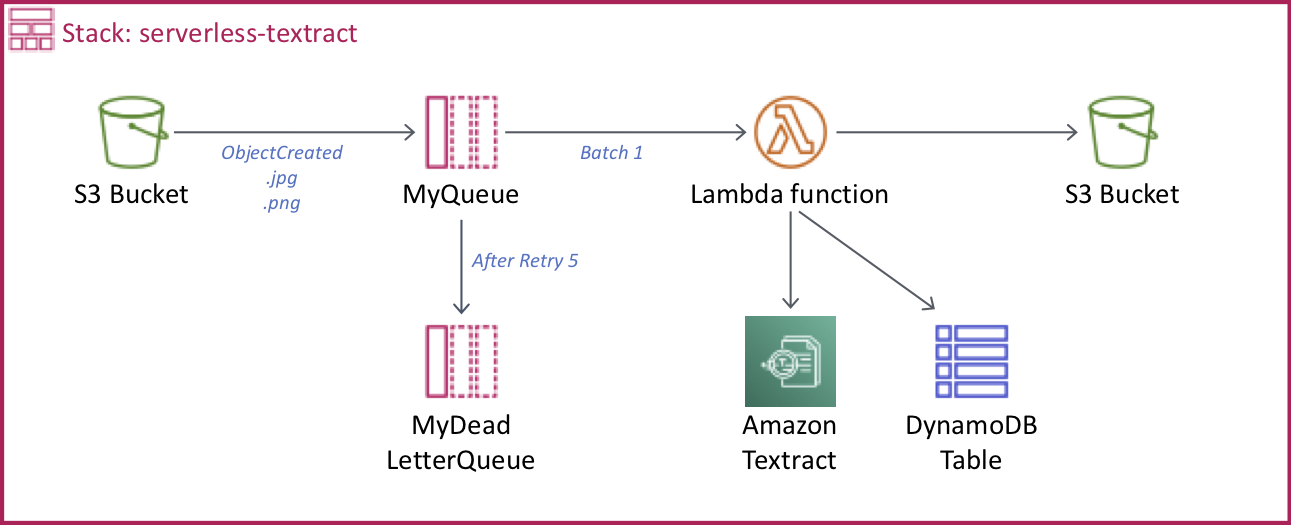 Stack: serverless-textract
S3 Bucket
ObjectCreated
.jpg
.png
MyQueue
Batch 1
Lambda function
S3 Bucket
After Retry 5
MyDead
LetterQueue
Amazon
Textract
DynamoDB
Table